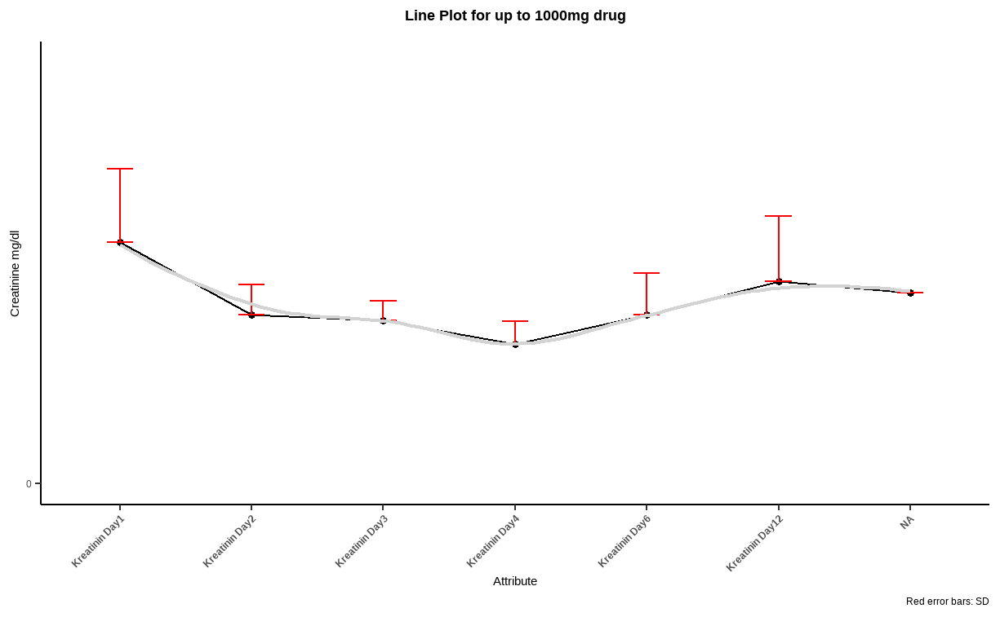 Line Plot for up to 1000mg drug
Creatinine mg/dl
0
Kreatinin Day1
Kreatinin Day2
Kreatinin Day3
Kreatinin Day4
Kreatinin Day6
Kreatinin Day12
NA
Attribute
Red error bars: SD